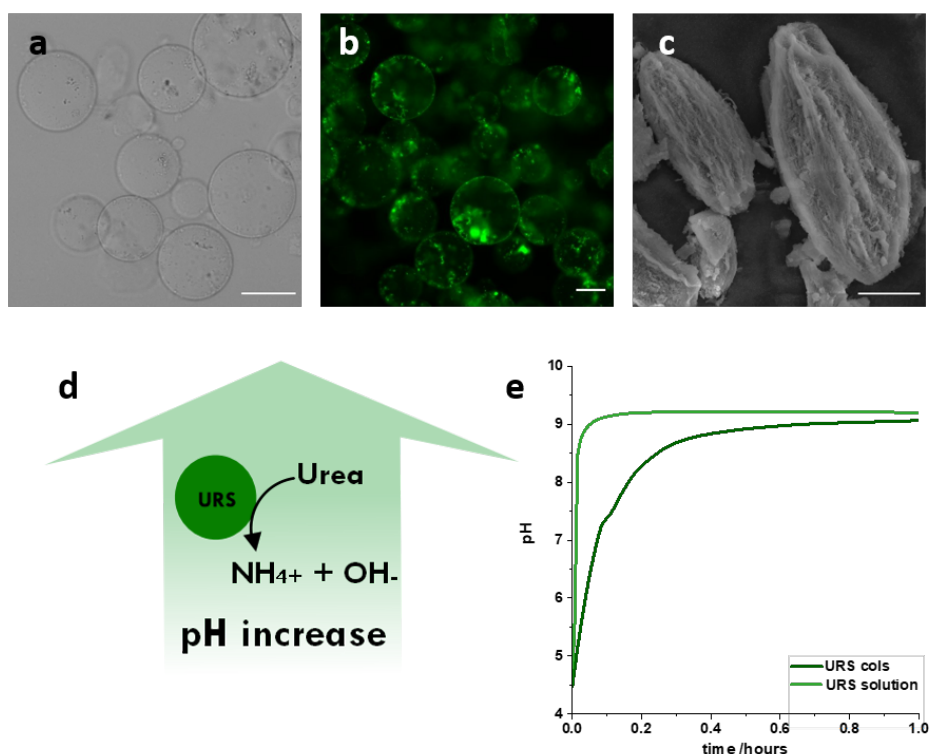 a
b
c
d
URS
Urea
NH4+ + OH-
pH increase
e
10
9
8
7
6
5
4
pH
0.0
0.2
0.4
0.6
0.8
1.0
time/hours
URS cols
URS solution